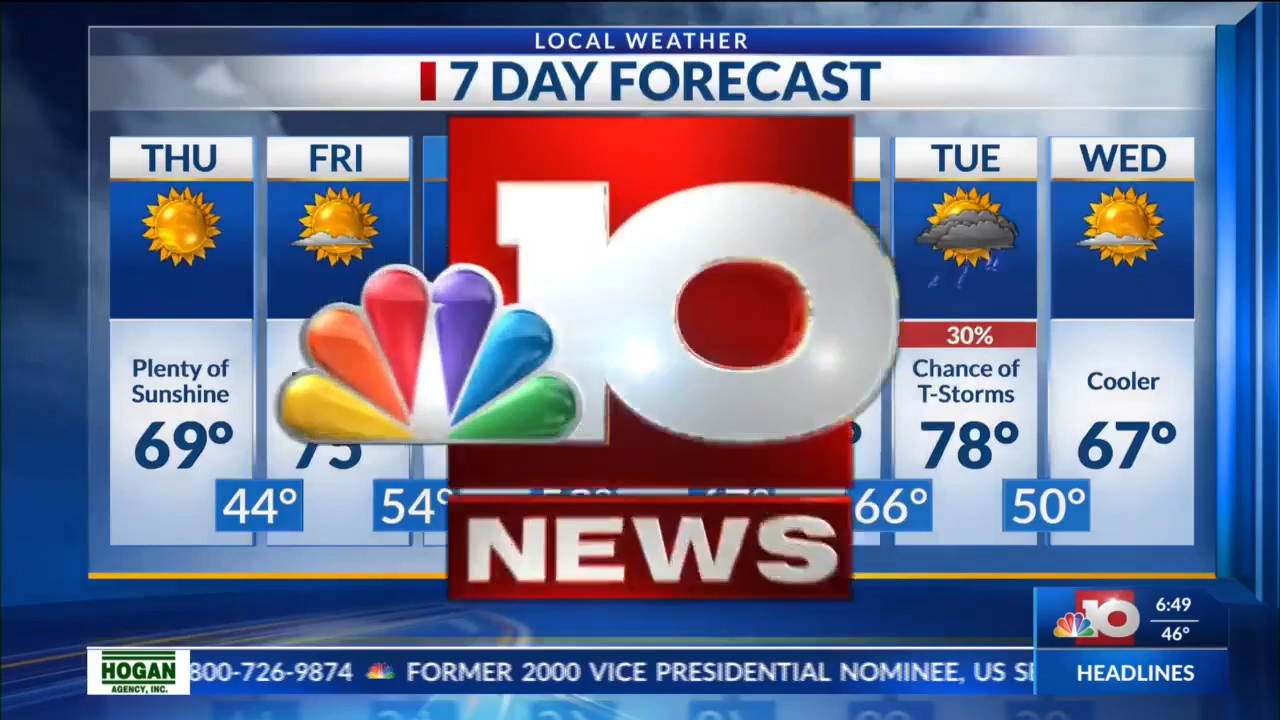 LOCAL WEATHER
7 DAY FORECAST
THU
FRI
TUE
WED
10
NEWS
30%
Plenty of
Sunshine
Chance of
T-Storms
Cooler
69°
75
78°
67°
44°
54°
66°
50°
10
6:49
46°
HEADLINES
HOGAN
AGENCY, INC.
800-726-9874
FORMER 2000 VICE PRESIDENTIAL NOMINEE, US